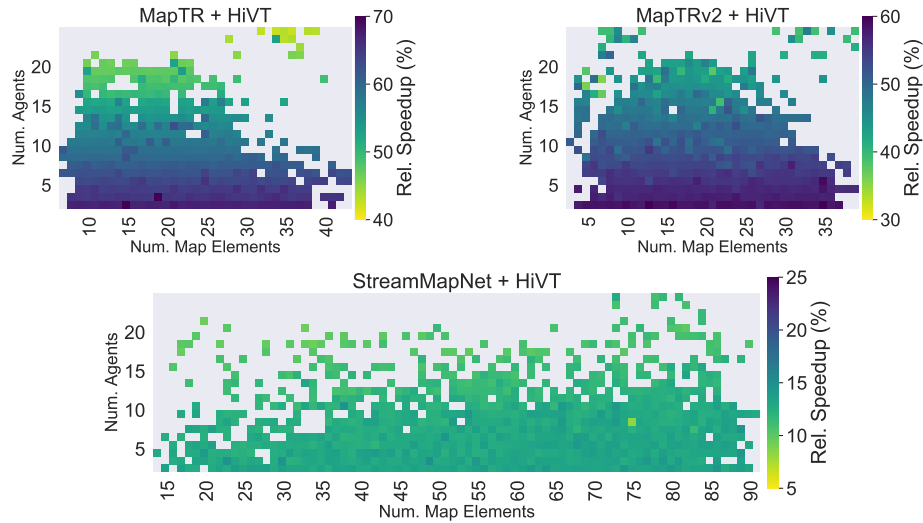 MapTR + HiVT
Num. Agents
20
15
10
5
10 15 20 25 30 35 40
Num. Map Elements
70
60
50
40
Rel. Speedup (%)
MapTRv2 + HiVT
Num. Agents
20
15
10
5
5 10 15 20 25 30 35
Num. Map Elements
60
50
40
30
Rel. Speedup (%)
StreamMapNet + HiVT
Num. Agents
20
15
10
5
15 20 25 30 35 40 45 50 55 60 65 70 75 80 85 90
Num. Map Elements
25
20
15
10
5
Rel. Speedup (%)